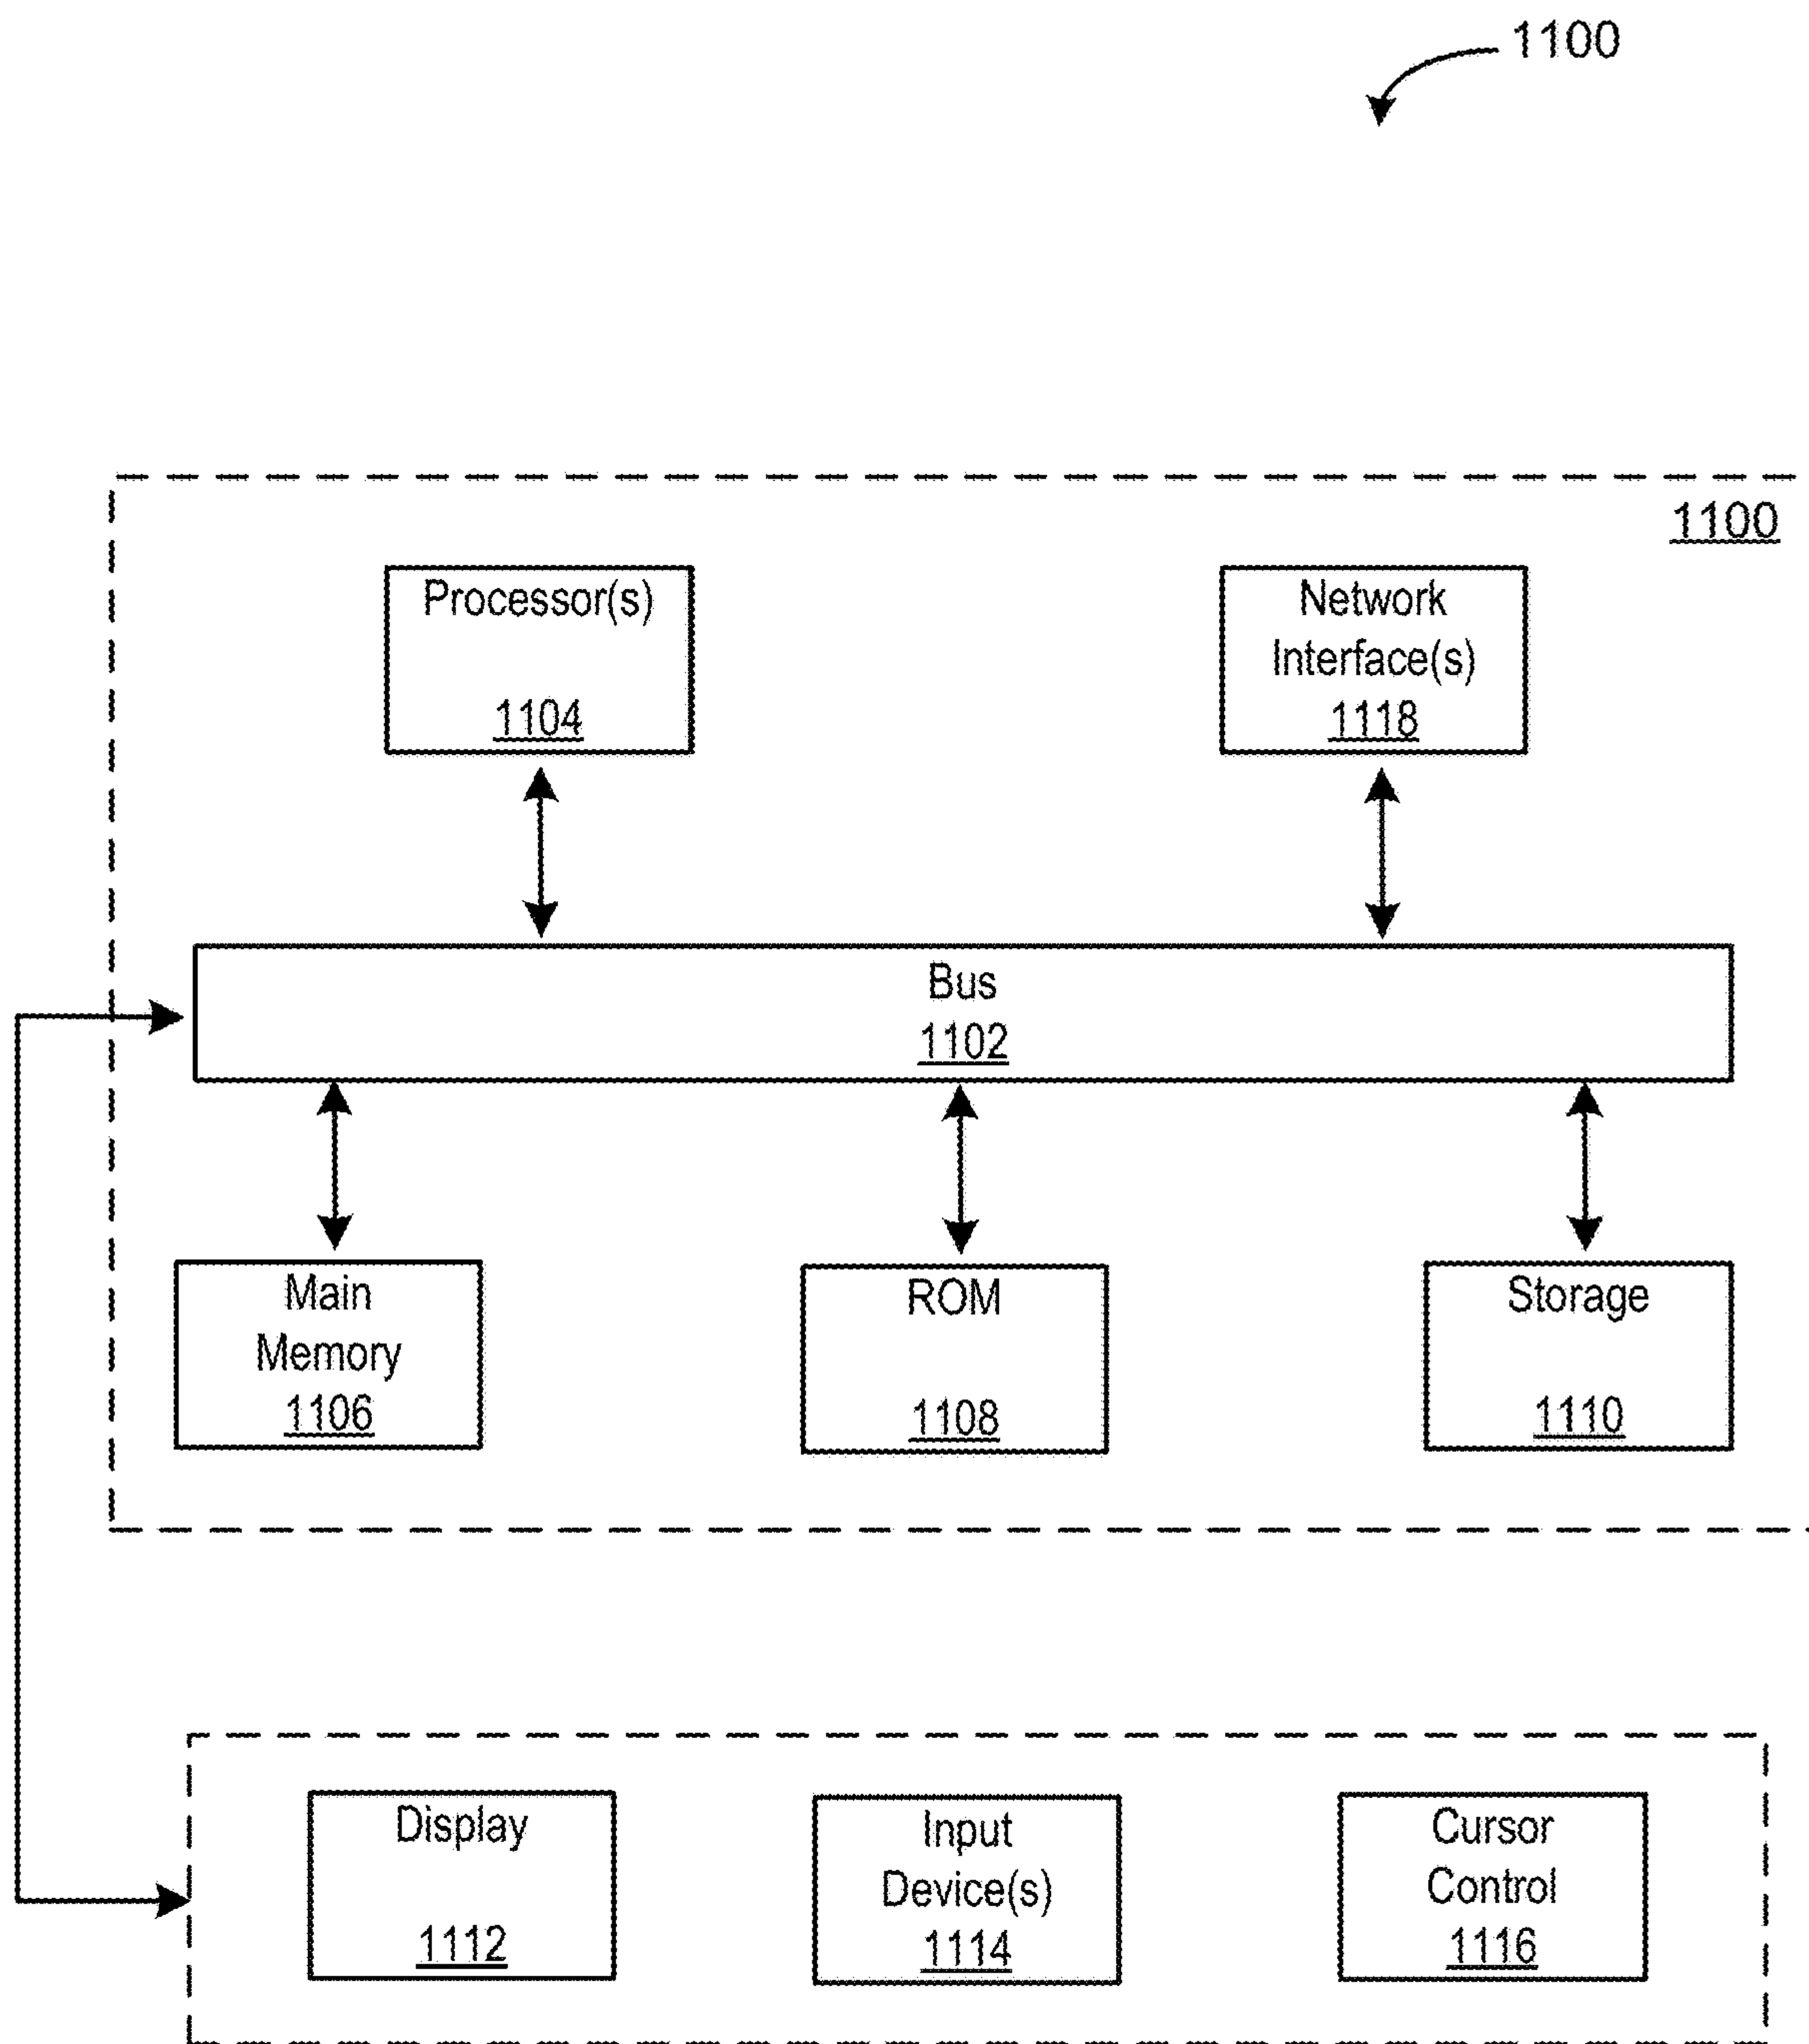 1100
1100
Processor(s)
1104
Network
Interface(s)
1118
Bus
1102
Main
Memory
1106
ROM
1108
Storage
1110
Display
1112
Input
Device(s)
1114
Cursor
Control
1116